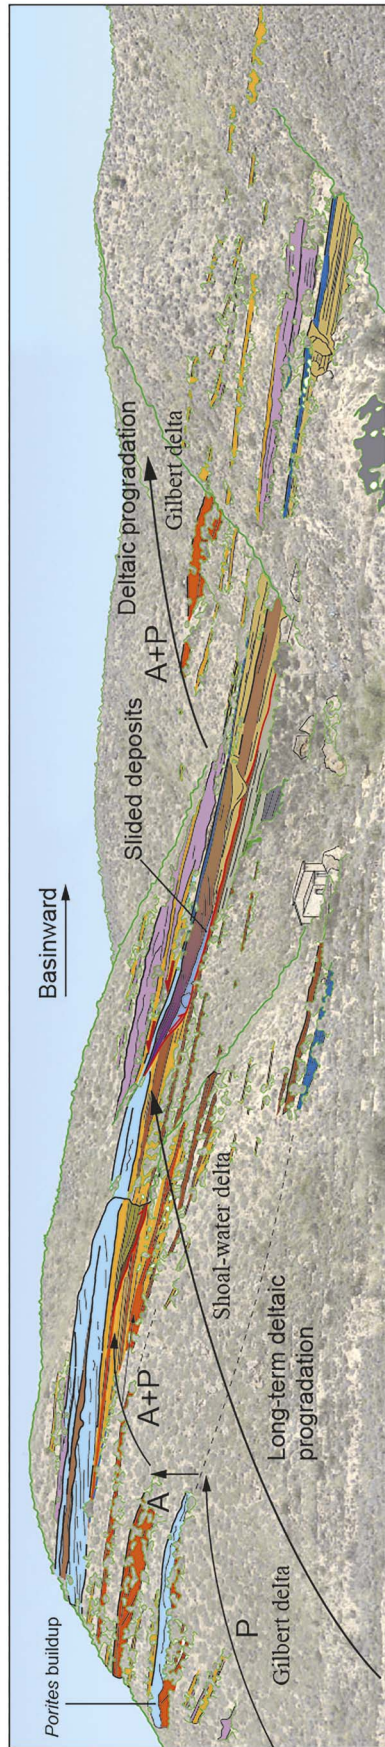 Porites buildup
P
Gilbert delta
A
A+P
Long-term deltaic
progradation
Shoal-water delta
Basinward
Slided deposits
A+P
Deltaic progradation
Gilbert delta